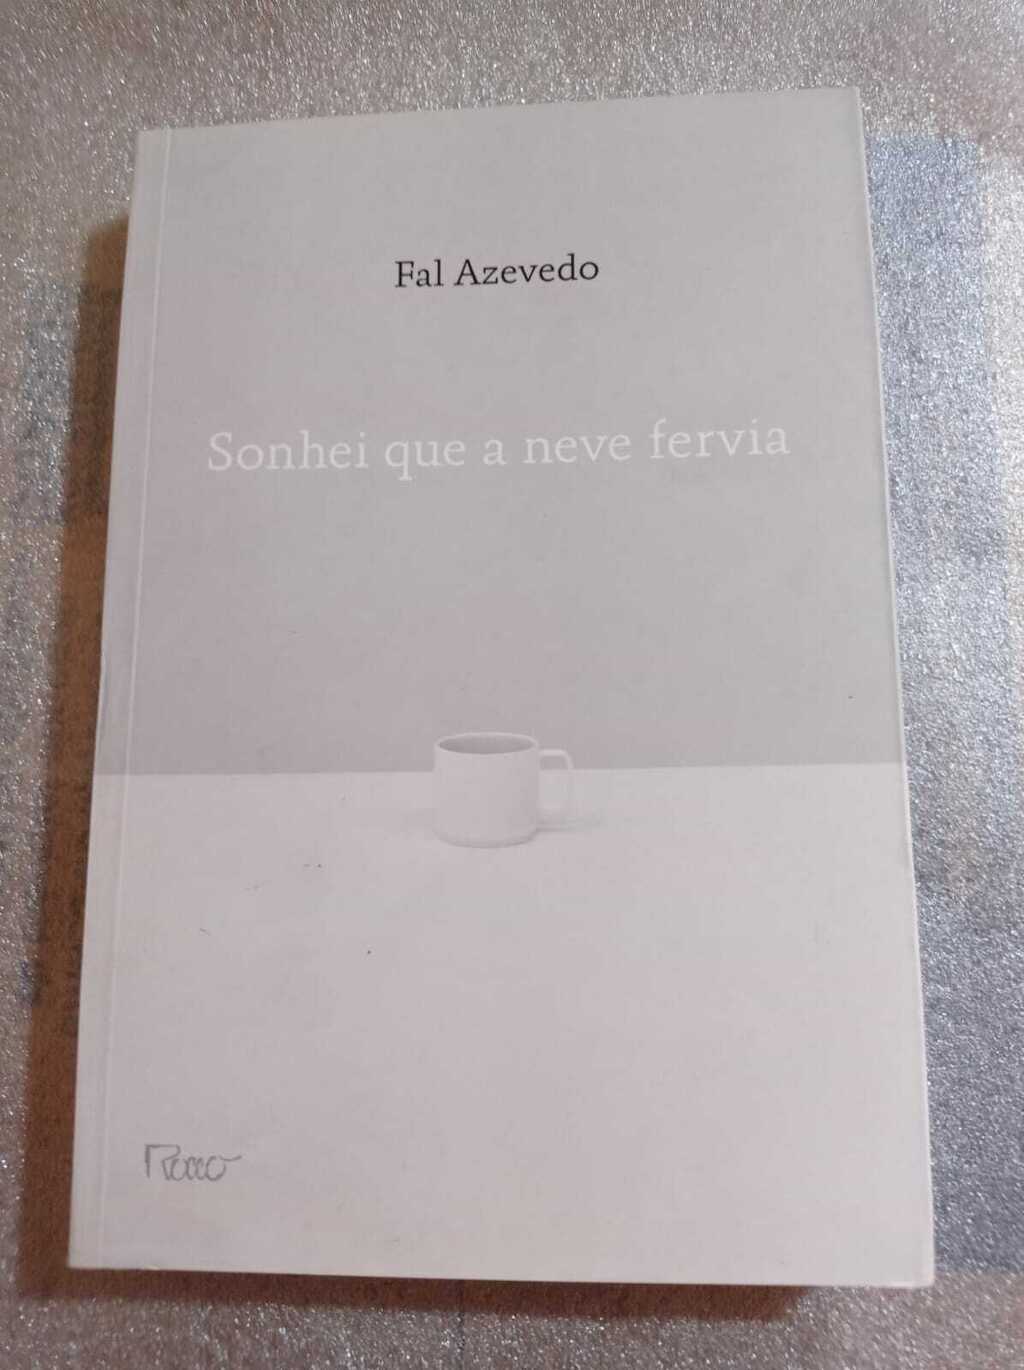 Fal Azevedo
Sonhei que a neve fervia
Rocco